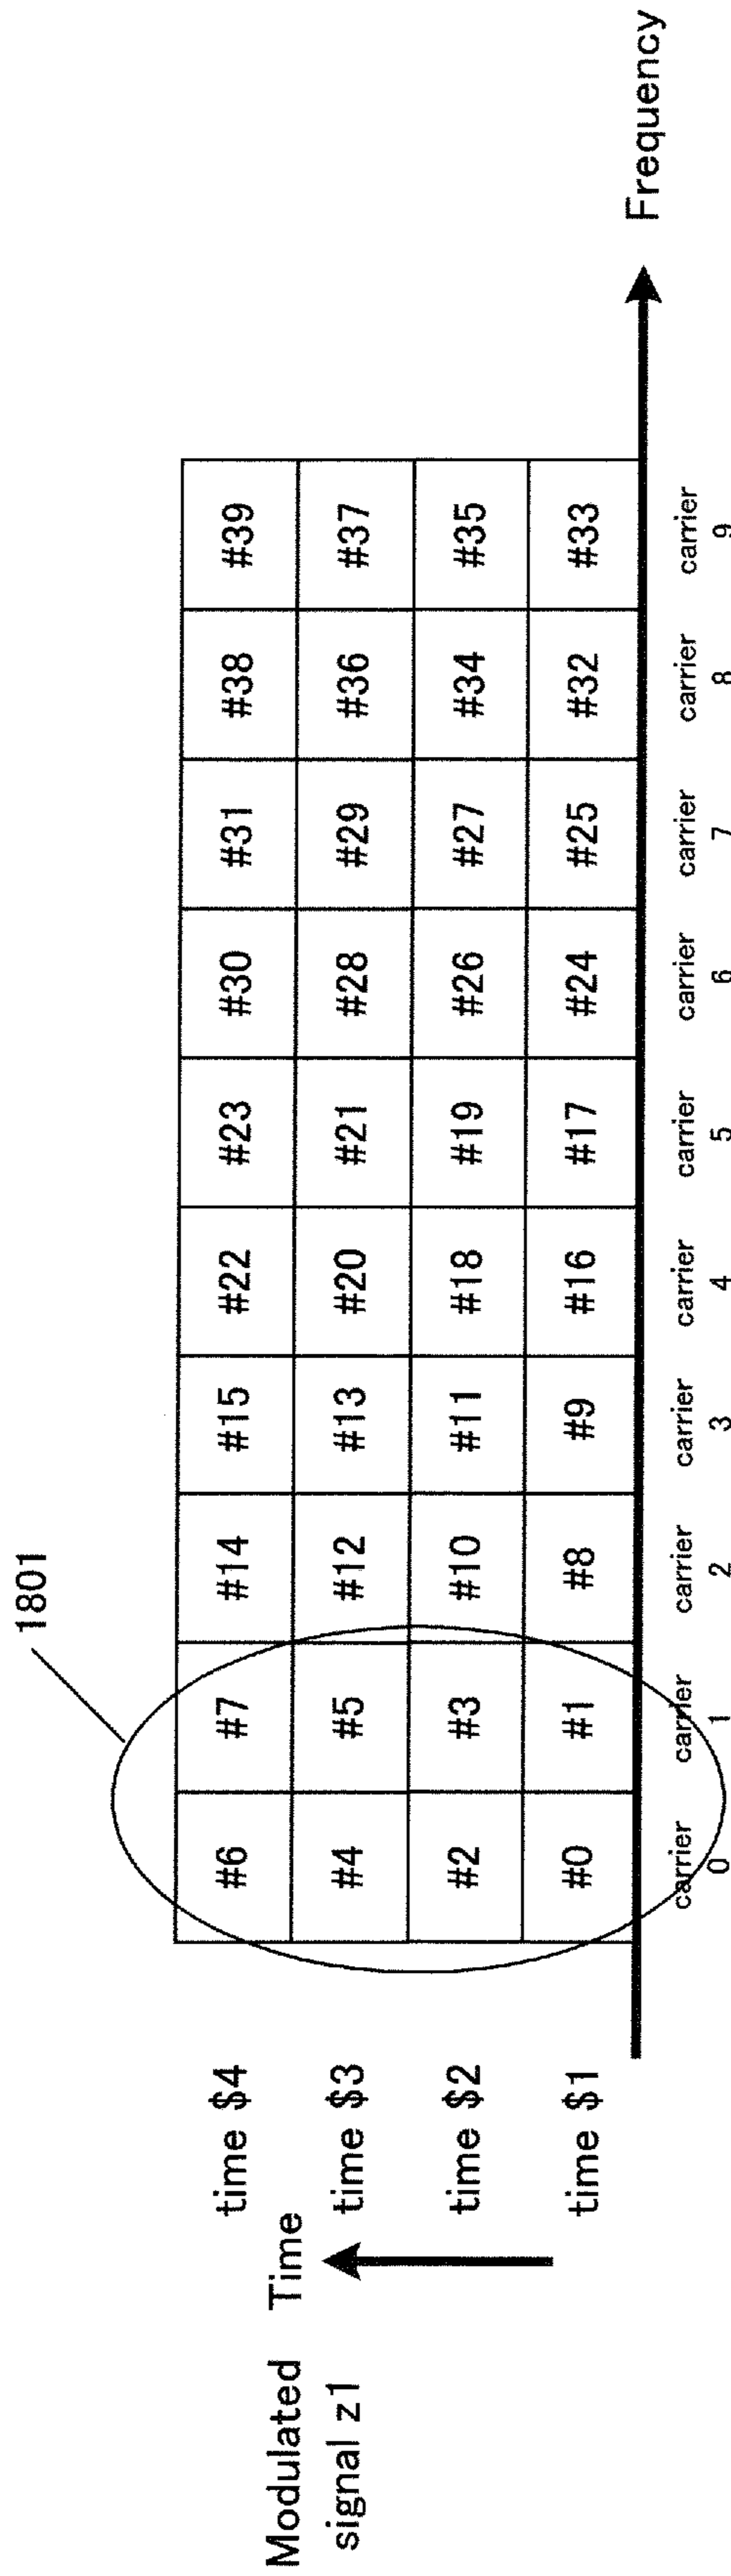 1801
Modulated
signal z1
Time
time $4
#6 #7 #14 #15 #22 #23 #30 #31 #38 #39
time $3
#4 #5 #12 #13 #20 #21 #28 #29 #36 #37
time $2
#2 #3 #10 #11 #18 #19 #26 #27 #34 #35
time $1
#0 #1 #8 #9 #16 #17 #24 #25 #32 #33
carrier 0
carrier 1
carrier 2
carrier 3
carrier 4
carrier 5
carrier 6
carrier 7
carrier 8
carrier 9
Frequency